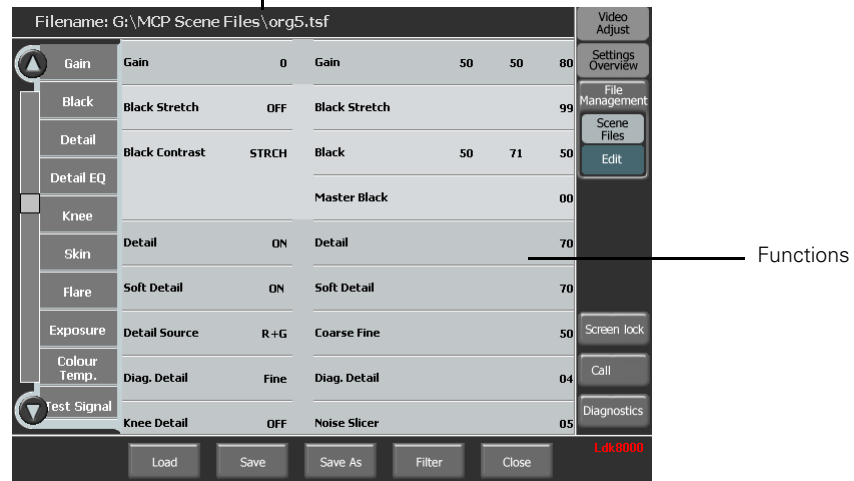 Filename: G:\MCP Scene Files\org5.tsf
Video
Adjust
Settings
Overview
File
Management
Scene
Files
Edit
Gain
Black
Detail
Detail EQ
Knee
Skin
Flare
Exposure
Colour
Temp.
Test Signal
Gain 0 Gain 50 50 80
Black Stretch OFF Black Stretch 99
Black Contrast STRCH Black 50 71 50
Master Black 00
Detail ON Detail 70
Soft Detail ON Soft Detail 70
Detail Source R+G Coarse Fine 50
Diag. Detail Fine Diag. Detail 04
Knee Detail OFF Noise Slicer 05
Functions
Screen lock
Call
Diagnostics
Load Save Save As Filter Close
Ldk8000